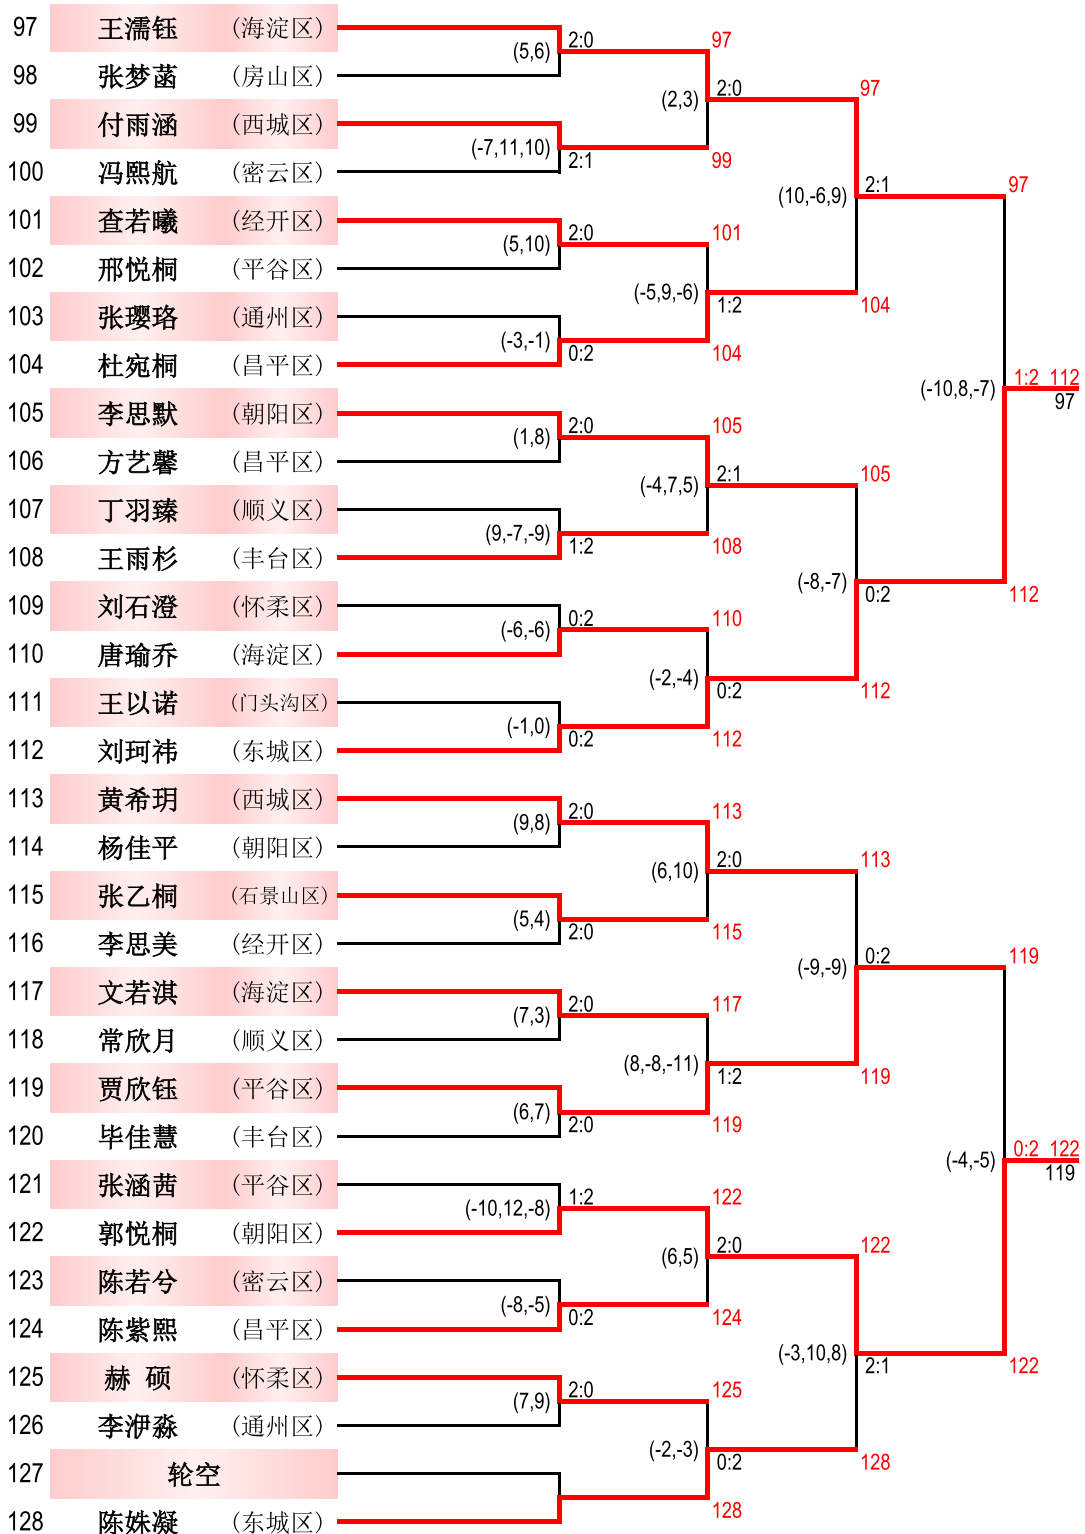 97 王濡钰 (海淀区)
98 张梦菡 (房山区)
99 付雨涵 (西城区)
100 冯熙航 (密云区)
101 查若曦 (经开区)
102 邢悦桐 (平谷区)
103 张璎珞 (通州区)
104 杜宛桐 (昌平区)
105 李思默 (朝阳区)
106 方艺馨 (昌平区)
107 丁羽臻 (顺义区)
108 王雨杉 (丰台区)
109 刘石澄 (怀柔区)
110 唐瑜乔 (海淀区)
111 王以诺 (门头沟区)
112 刘珂祎 (东城区)
113 黄希玥 (西城区)
114 杨佳平 (朝阳区)
115 张乙桐 (石景山区)
116 李思美 (经开区)
117 文若淇 (海淀区)
118 常欣月 (顺义区)
119 贾欣钰 (平谷区)
120 毕佳慧 (丰台区)
121 张涵茜 (平谷区)
122 郭悦桐 (朝阳区)
123 陈若兮 (密云区)
124 陈紫熙 (昌平区)
125 赫 硕 (怀柔区)
126 李洢淼 (通州区)
127 轮空
128 陈姝凝 (东城区)
(5,6) 2:0 97
(-7,11,10) 2:1 99
(5,10) 2:0 101
(-3,-1) 0:2 104
(1,8) 2:0 105
(9,-7,-9) 1:2 108
(-6,-6) 0:2 110
(-1,0) 0:2 112
(9,8) 2:0 113
(5,4) 2:0 115
(7,3) 2:0 117
(6,7) 2:0 119
(-10,12,-8) 1:2 122
(-8,-5) 0:2 124
(7,9) 2:0 125
128
(2,3) 2:0 97
(-5,9,-6) 1:2 104
(-4,7,5) 2:1 105
(-2,-4) 0:2 112
(6,10) 2:0 113
(8,-8,-11) 1:2 119
(6,5) 2:0 122
(-2,-3) 0:2 128
(10,-6,9) 2:1 97
(-8,-7) 0:2 112
(-9,-9) 0:2 119
(-3,10,8) 2:1 122
(-10,8,-7) 1:2 112
97
(-4,-5) 0:2 122
119